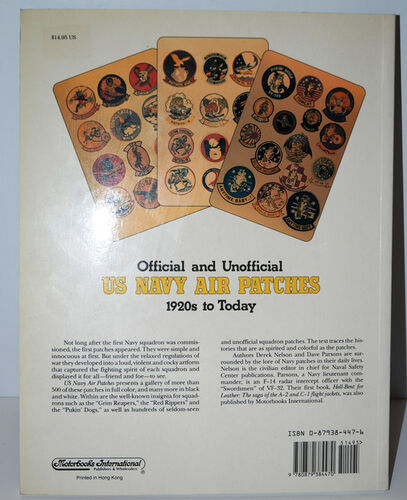 $14.95 US
Official and Unofficial
US NAVY AIR PATCHES
1920s to Today
Not long after the first Navy squadron was commis-
sioned, the first patches appeared. They were simple and
innocuous at first. But under the relaxed regulations of
war they developed into a loud, violent and cocky artform
that captured the fighting spirit of each squadron and
displayed it for all—friend and foe—to see.
US Navy Air Patches presents a gallery of more than
500 of these patches in full color, and many more in black
and white. Within are the well-known insignia for squad-
rons such as the "Grim Reapers," the "Red Rippers" and
the "Pukin' Dogs," as well as hundreds of seldom-seen
and unofficial squadron patches. The text traces the his-
tories that are as spirited and colorful as the patches.
Authors Derek Nelson and Dave Parsons are sur-
rounded by the lore of Navy patches in their daily lives.
Nelson is the civilian editor in chief for Naval Safety
Center publications. Parsons, a Navy lieutenant com-
mander, is an F-14 radar intercept officer with the
"Swordsmen" of VF-32. Their first book, Hell-Bent for
Leather: The saga of the A-2 and G-1 flight jackets, was also
published by Motorbooks International.
Motorbooks International
Publishers & Wholesalers
Printed in Hong Kong
ISBN 0-87938-447-6
51495
9 780879 384470